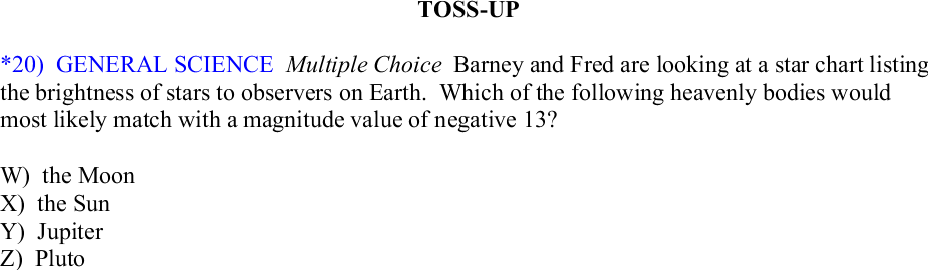 TOSS-UP
*20) GENERAL SCIENCE Multiple Choice Barney and Fred are looking at a star chart listing
the brightness of stars to observers on Earth. Which of the following heavenly bodies would
most likely match with a magnitude value of negative 13?
W) the Moon
X) the Sun
Y) Jupiter
Z) Pluto